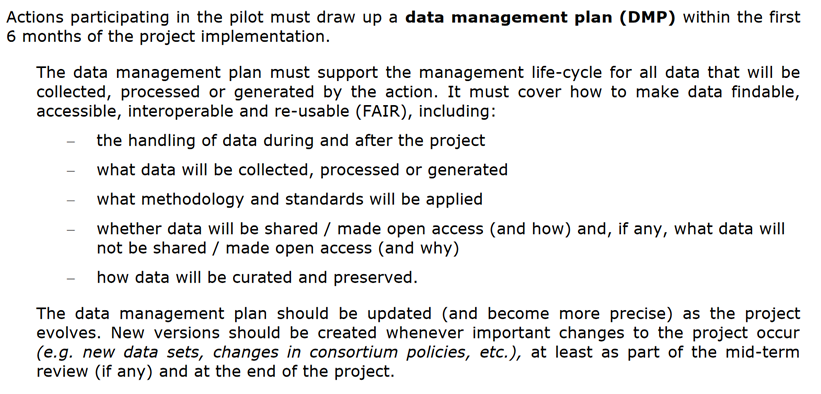 Actions participating in the pilot must draw up a data management plan (DMP) within the first
6 months of the project implementation.
The data management plan must support the management life-cycle for all data that will be
collected, processed or generated by the action. It must cover how to make data findable,
accessible, interoperable and re-usable (FAIR), including:
– the handling of data during and after the project
– what data will be collected, processed or generated
– what methodology and standards will be applied
– whether data will be shared / made open access (and how) and, if any, what data will
not be shared / made open access (and why)
– how data will be curated and preserved.
The data management plan should be updated (and become more precise) as the project
evolves. New versions should be created whenever important changes to the project occur
(e.g. new data sets, changes in consortium policies, etc.), at least as part of the mid-term
review (if any) and at the end of the project.